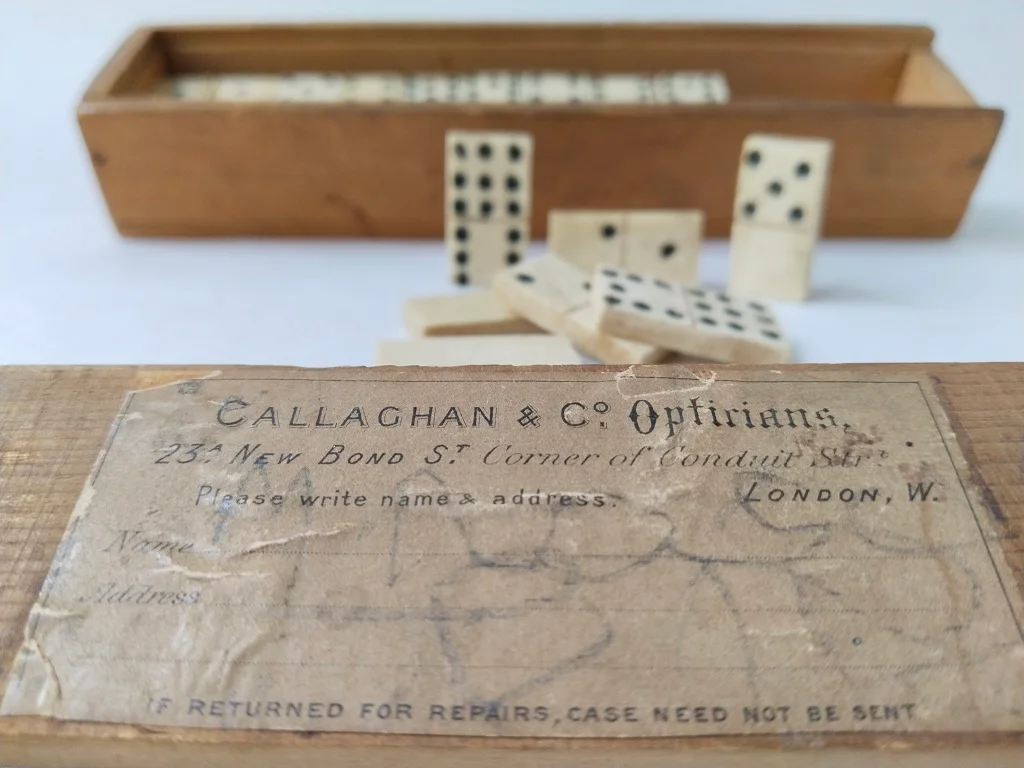 CALLAGHAN & Cº. Opticians.
23A NEW BOND ST. Corner of Conduit Strt.
Please write name & address. LONDON, W.
Name
Address
IF RETURNED FOR REPAIRS, CASE NEED NOT BE SENT